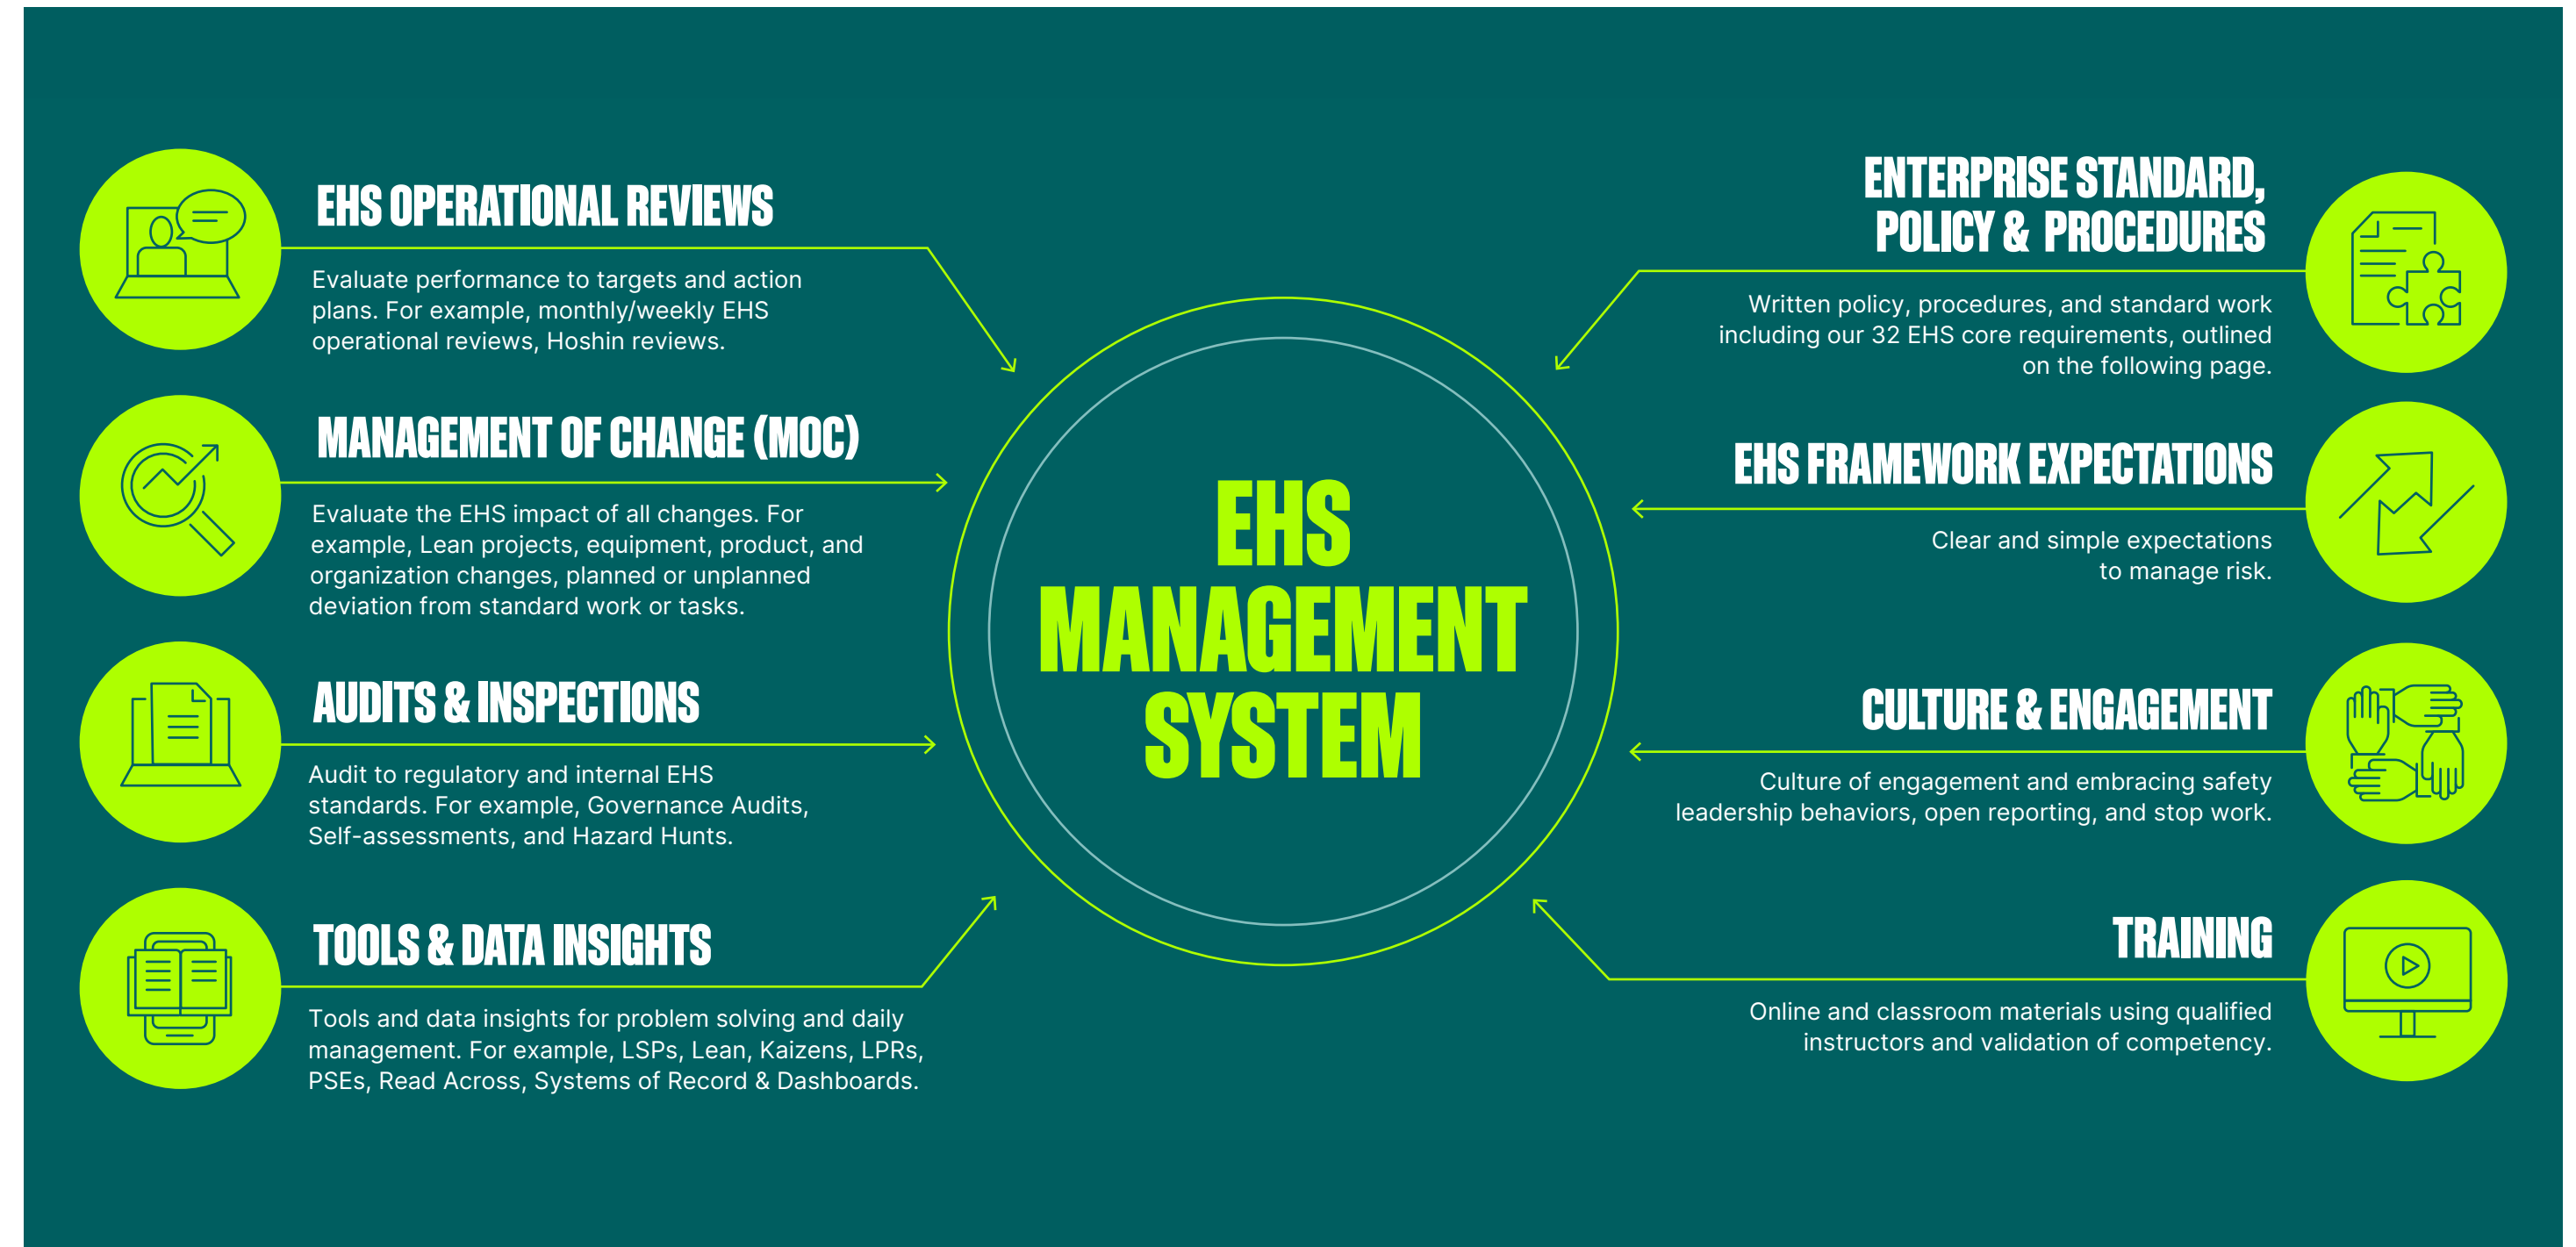 EHS OPERATIONAL REVIEWS
Evaluate performance to targets and action
plans. For example, monthly/weekly EHS
operational reviews, Hoshin reviews.
MANAGEMENT OF CHANGE (MOC)
Evaluate the EHS impact of all changes. For
example, Lean projects, equipment, product, and
organization changes, planned or unplanned
deviation from standard work or tasks.
AUDITS & INSPECTIONS
Audit to regulatory and internal EHS
standards. For example, Governance Audits,
Self-assessments, and Hazard Hunts.
TOOLS & DATA INSIGHTS
Tools and data insights for problem solving and daily
management. For example, LSPs, Lean, Kaizens, LPRs,
PSEs, Read Across, Systems of Record & Dashboards.
EHS
MANAGEMENT
SYSTEM
ENTERPRISE STANDARD,
POLICY & PROCEDURES
Written policy, procedures, and standard work
including our 32 EHS core requirements, outlined
on the following page.
EHS FRAMEWORK EXPECTATIONS
Clear and simple expectations
to manage risk.
CULTURE & ENGAGEMENT
Culture of engagement and embracing safety
leadership behaviors, open reporting, and stop work.
TRAINING
Online and classroom materials using qualified
instructors and validation of competency.